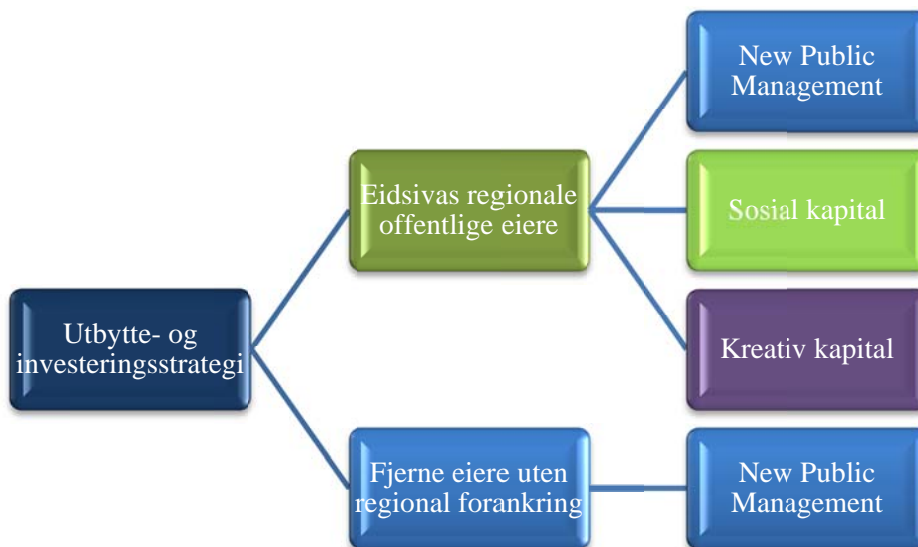 New Public
Management
Eidsivas regionale
offentlige eiere
Sosial kapital
Utbytte- og
investeringsstrategi
Kreativ kapital
Fjerne eiere uten
regional forankring
New Public
Management